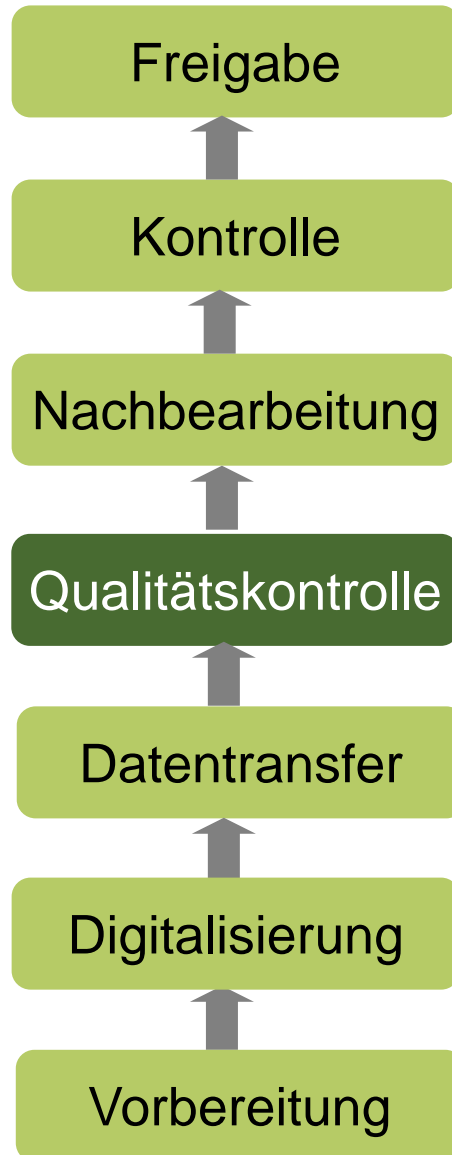 Freigabe
Kontrolle
Nachbearbeitung
Qualitätskontrolle
Datentransfer
Digitalisierung
Vorbereitung